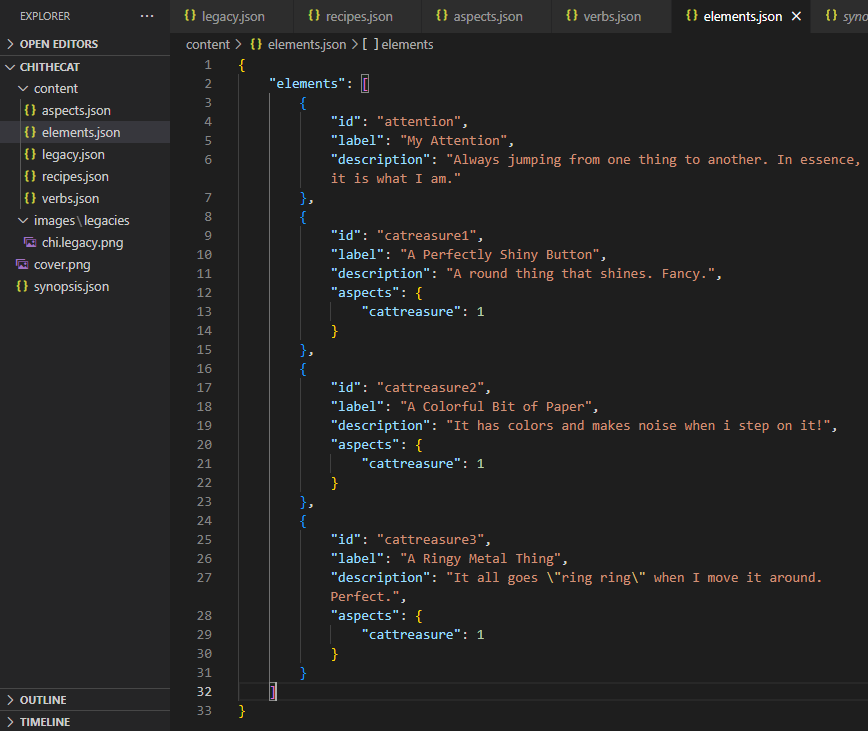 EXPLORER ···
OPEN EDITORS
CHITHECAT
content
{} aspects.json
{} elements.json
{} legacy.json
{} recipes.json
{} verbs.json
images\legacies
chi.legacy.png
cover.png
{} synopsis.json
OUTLINE
TIMELINE
{} legacy.json {} recipes.json {} aspects.json {} verbs.json {} elements.json × {} syno
content > {} elements.json > [ ] elements
1 {
2 "elements": [
3 {
4 "id": "attention",
5 "label": "My Attention",
6 "description": "Always jumping from one thing to another. In essence,
it is what I am."
7 },
8 {
9 "id": "catreasure1",
10 "label": "A Perfectly Shiny Button",
11 "description": "A round thing that shines. Fancy.",
12 "aspects": {
13 "cattreasure": 1
14 }
15 },
16 {
17 "id": "cattreasure2",
18 "label": "A Colorful Bit of Paper",
19 "description": "It has colors and makes noise when i step on it!",
20 "aspects": {
21 "cattreasure": 1
22 }
23 },
24 {
25 "id": "cattreasure3",
26 "label": "A Ringy Metal Thing",
27 "description": "It all goes \"ring ring\" when I move it around.
Perfect.",
28 "aspects": {
29 "cattreasure": 1
30 }
31 }
32 ]
33 }